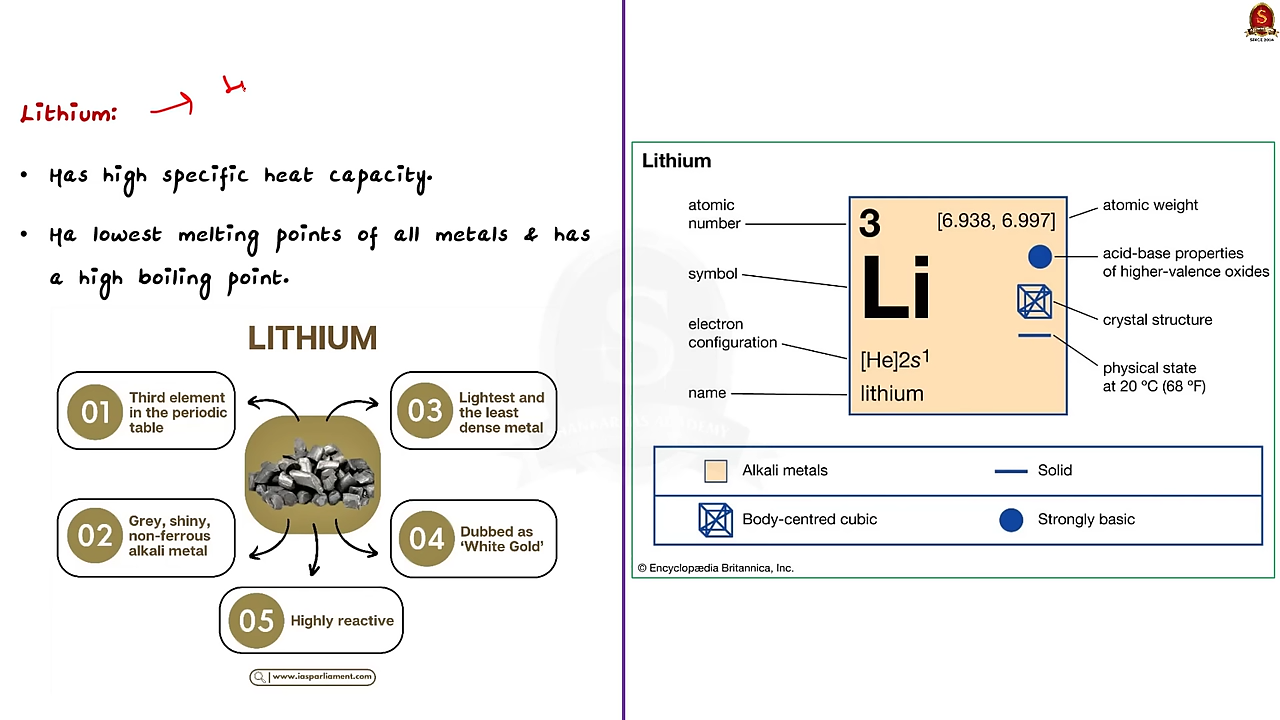 Lithium:
• Has high specific heat capacity.
• Ha lowest melting points of all metals & has
a high boiling point.
LITHIUM
01
Third element
in the periodic
table
03
Lightest and
the least
dense metal
02
Grey, shiny,
non-ferrous
alkali metal
04
Dubbed as
‘White Gold’
05
Highly reactive
www.iasparliament.com
S
SINCE 2004
Lithium
atomic
number
symbol
electron
configuration
name
3
[6.938, 6.997]
Li
[He]2s¹
lithium
atomic weight
acid-base properties
of higher-valence oxides
crystal structure
physical state
at 20 ºC (68 ºF)
Alkali metals
Solid
Body-centred cubic
Strongly basic
© Encyclopædia Britannica, Inc.